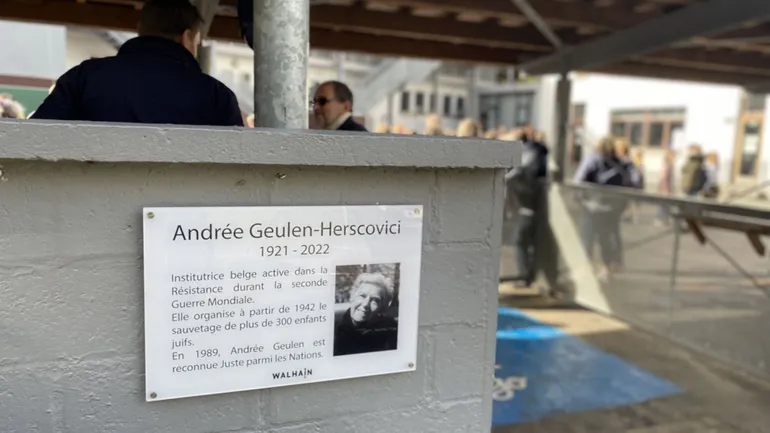 Andrée Geulen-Herscovici
1921 - 2022
Institutrice belge active dans la
Résistance durant la seconde
Guerre Mondiale.
Elle organise à partir de 1942 le
sauvetage de plus de 300 enfants
juifs.
En 1989, Andrée Geulen est
reconnue Juste parmi les Nations.
WALHAIN